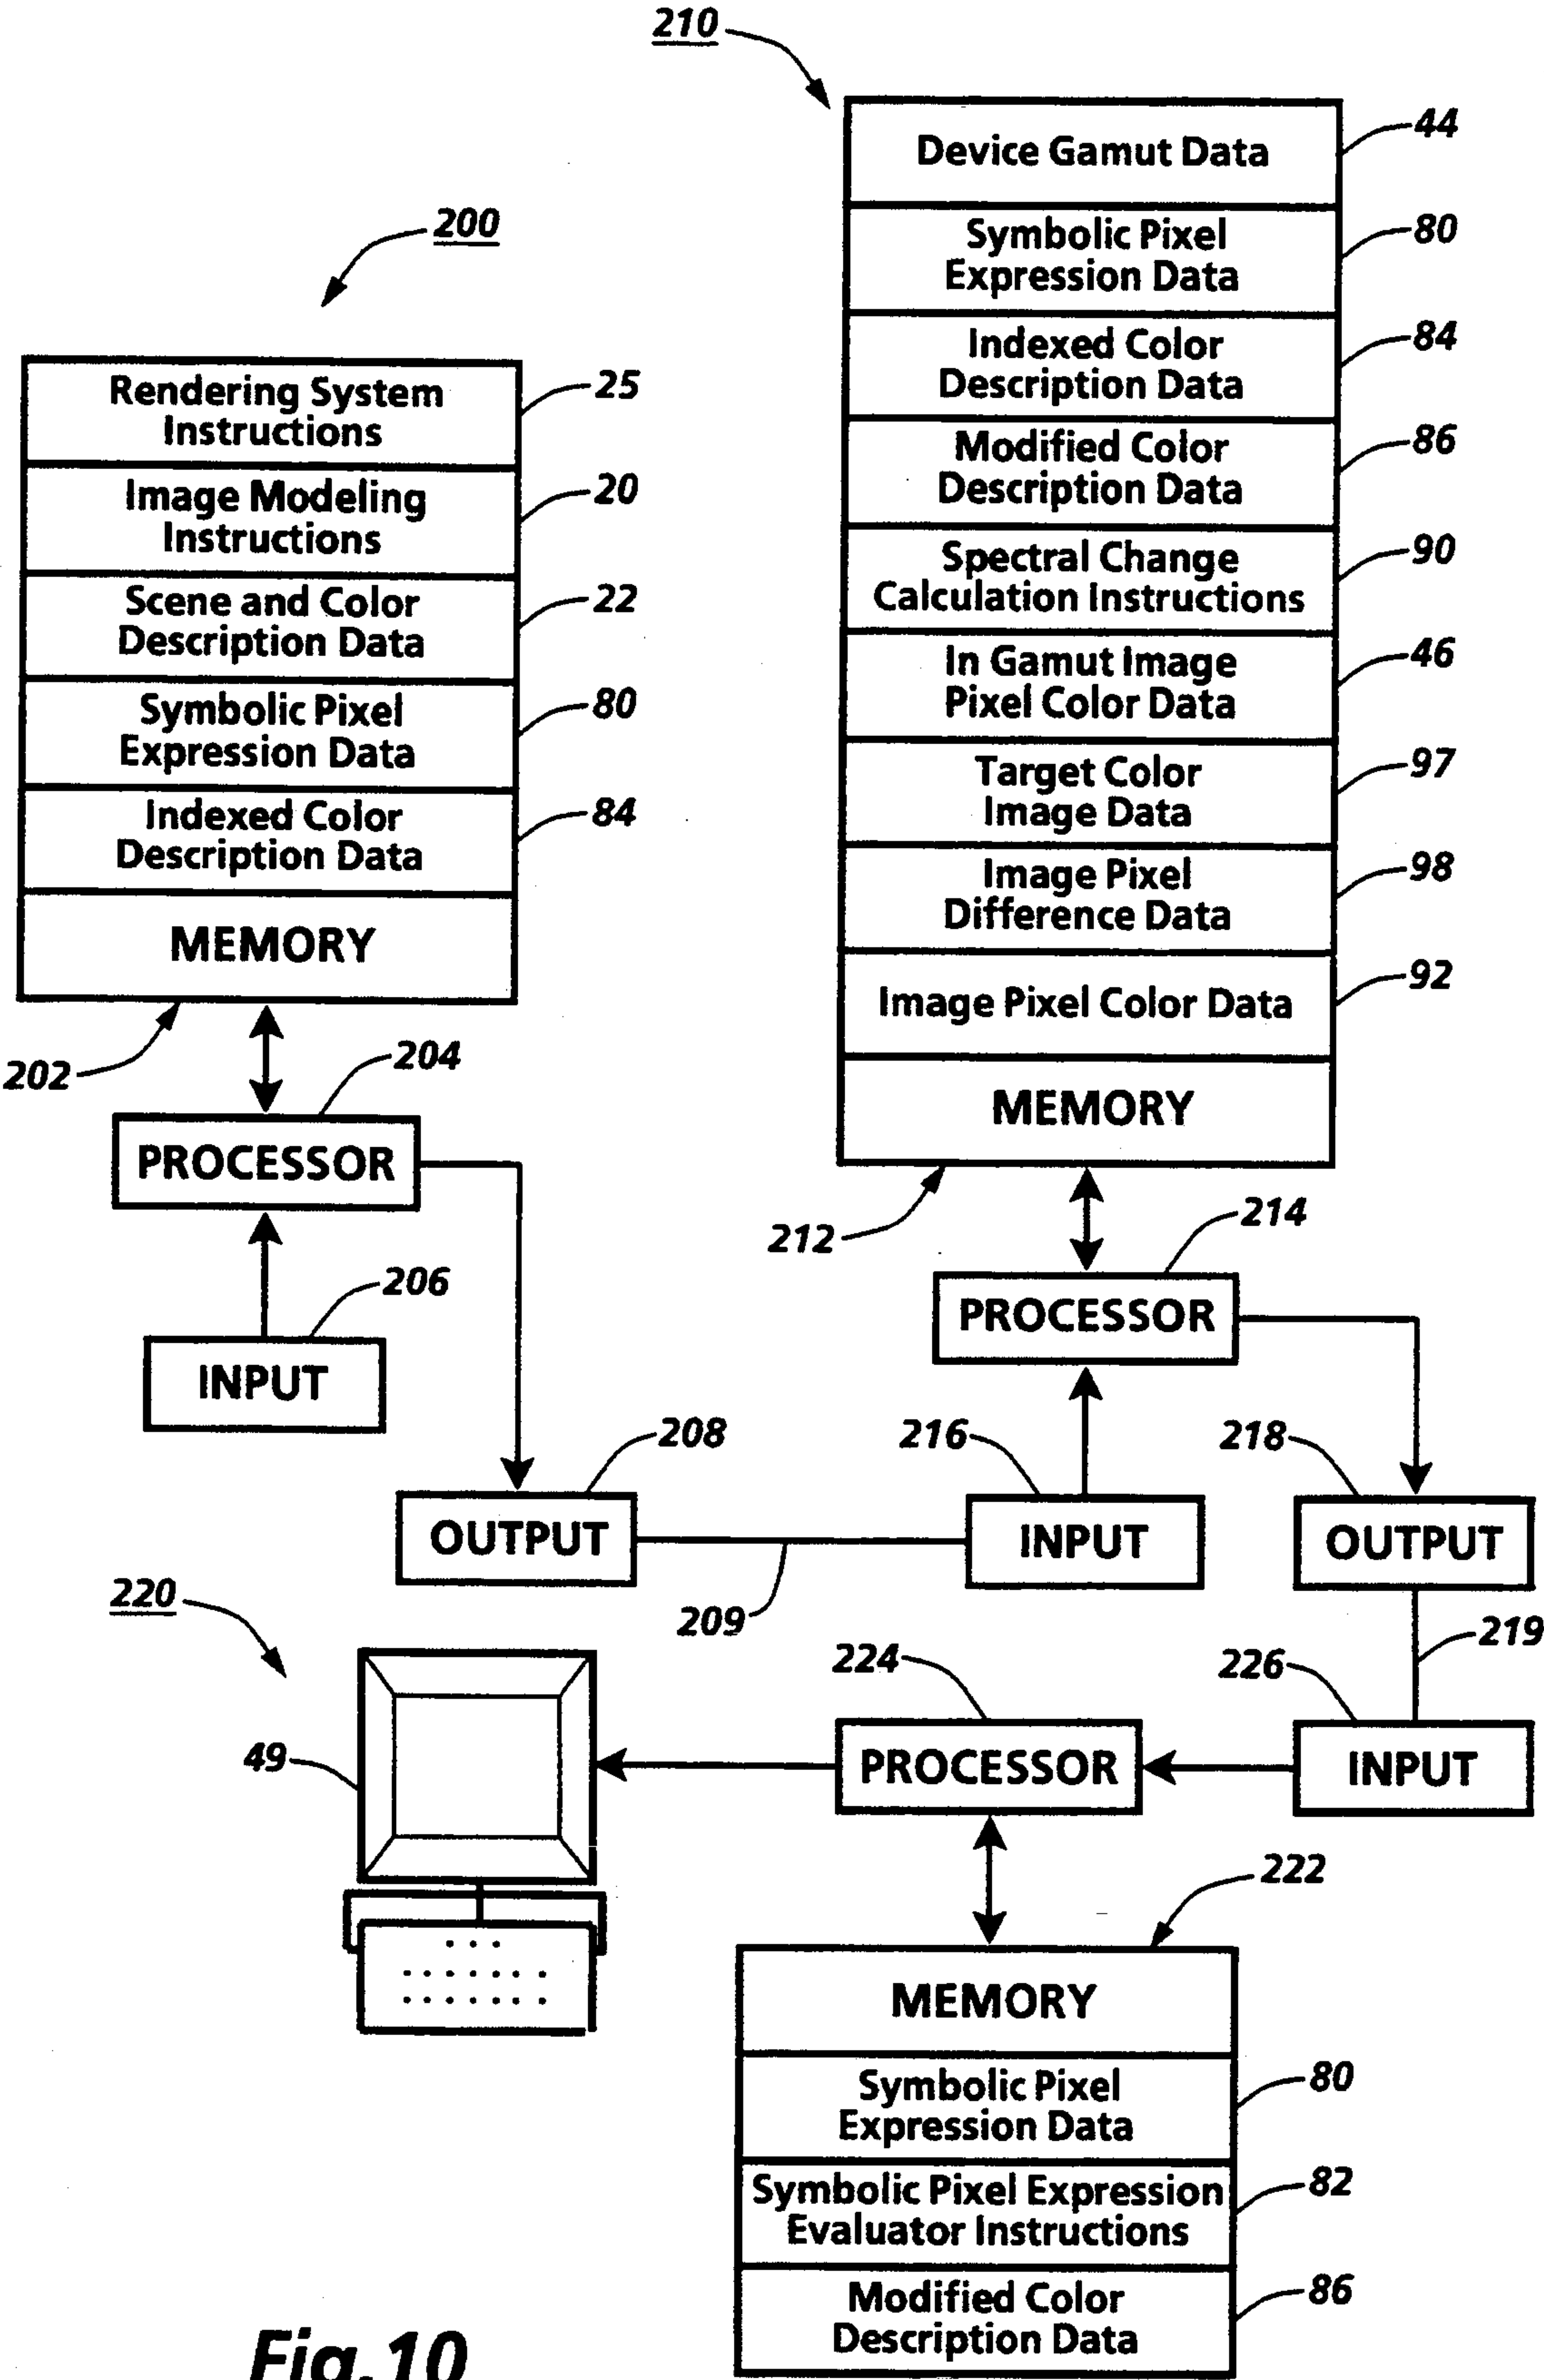 210
Device Gamut Data
44
Symbolic Pixel
Expression Data
80
Indexed Color
Description Data
84
Modified Color
Description Data
86
Spectral Change
Calculation Instructions
90
In Gamut Image
Pixel Color Data
46
Target Color
Image Data
97
Image Pixel
Difference Data
98
Image Pixel Color Data
92
MEMORY
212
200
Rendering System
Instructions
25
Image Modeling
Instructions
20
Scene and Color
Description Data
22
Symbolic Pixel
Expression Data
80
Indexed Color
Description Data
84
MEMORY
202
204
PROCESSOR
206
INPUT
208
OUTPUT
209
214
PROCESSOR
216
INPUT
218
OUTPUT
219
220
49
224
PROCESSOR
226
INPUT
222
MEMORY
Symbolic Pixel
Expression Data
80
Symbolic Pixel Expression
Evaluator Instructions
82
Modified Color
Description Data
86
Fig.10